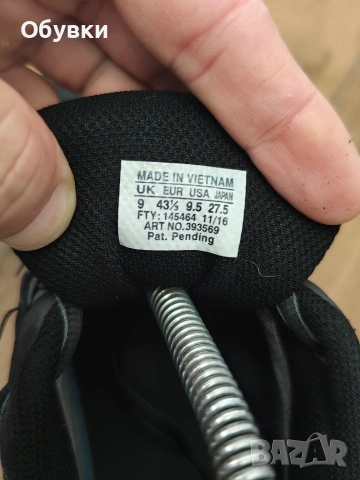 Обувки
MADE IN VIETNAM
UK EUR USA JAPAN
9 43⅓ 9.5 27.5
FTY: 145464 11/16
ART NO.393569
Pat. Pending
BAZAR